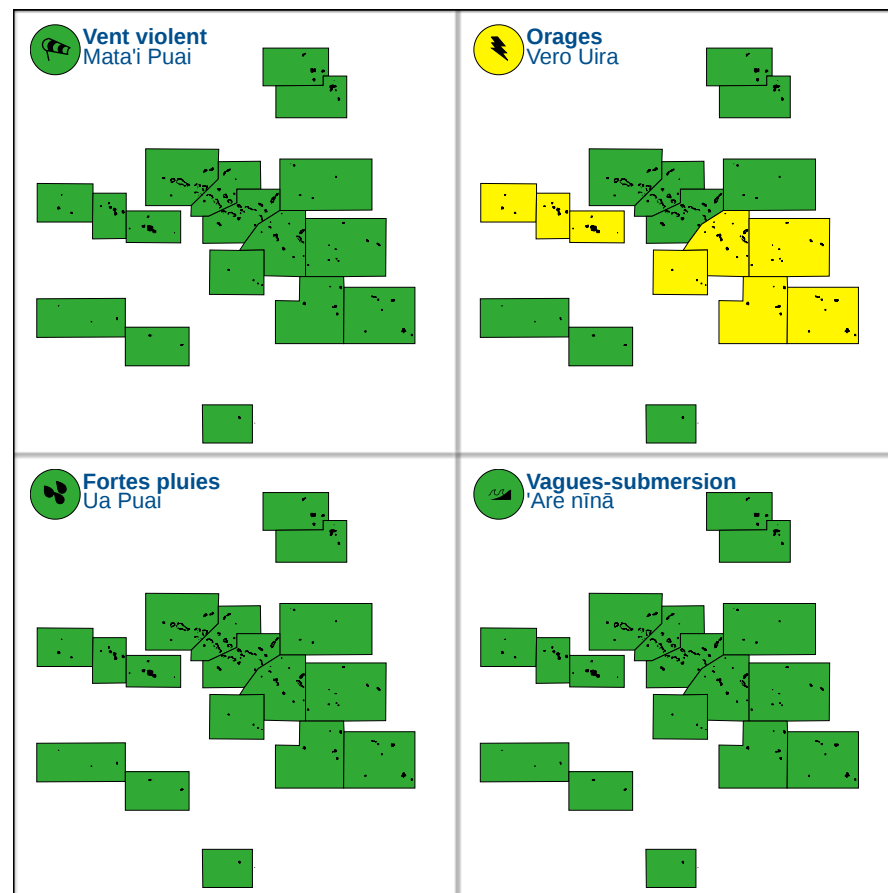 Vent violent
Mata'i Puai
Orages
Vero Uira
Fortes pluies
Ua Puai
Vagues-submersion
'Are nīnā